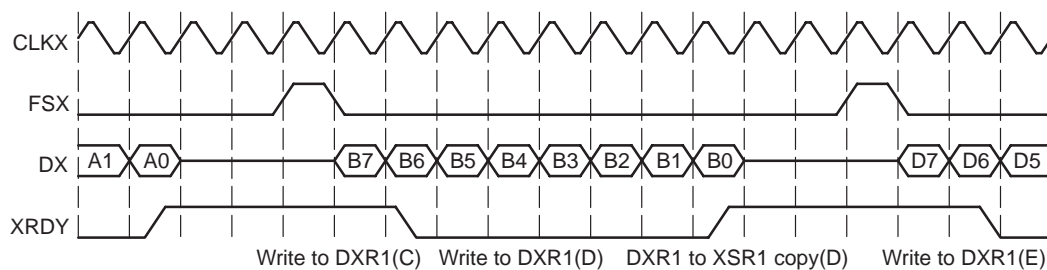 CLKX
FSX
DX A1 A0 B7 B6 B5 B4 B3 B2 B1 B0 D7 D6 D5
XRDY
Write to DXR1(C) Write to DXR1(D) DXR1 to XSR1 copy(D) Write to DXR1(E)